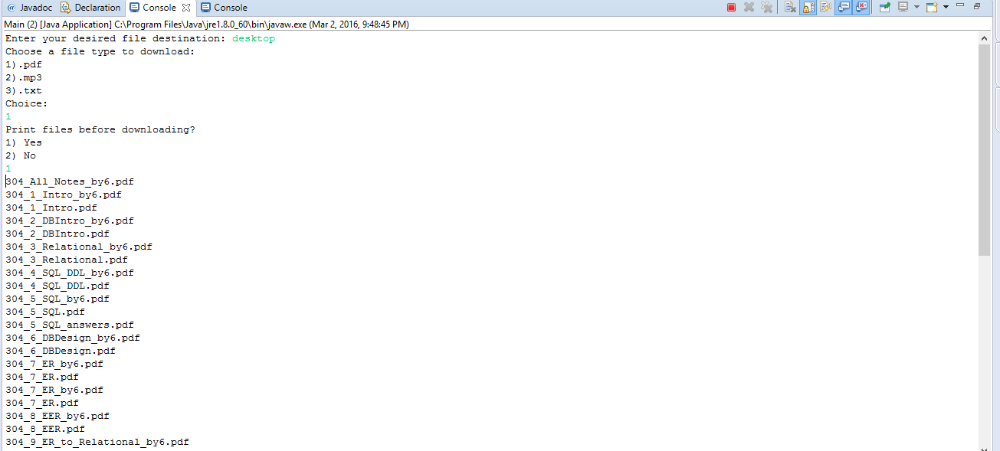 Javadoc Declaration Console Console
Main (2) [Java Application] C:\Program Files\Java\jre1.8.0_60\bin\javaw.exe (Mar 2, 2016, 9:48:45 PM)
Enter your desired file destination: desktop
Choose a file type to download:
1).pdf
2).mp3
3).txt
Choice:
1
Print files before downloading?
1) Yes
2) No
1
304_All_Notes_by6.pdf
304_1_Intro_by6.pdf
304_1_Intro.pdf
304_2_DBIntro_by6.pdf
304_2_DBIntro.pdf
304_3_Relational_by6.pdf
304_3_Relational.pdf
304_4_SQL_DDL_by6.pdf
304_4_SQL_DDL.pdf
304_5_SQL_by6.pdf
304_5_SQL.pdf
304_5_SQL_answers.pdf
304_6_DBDesign_by6.pdf
304_6_DBDesign.pdf
304_7_ER_by6.pdf
304_7_ER.pdf
304_7_ER_by6.pdf
304_7_ER.pdf
304_8_EER_by6.pdf
304_8_EER.pdf
304_9_ER_to_Relational_by6.pdf